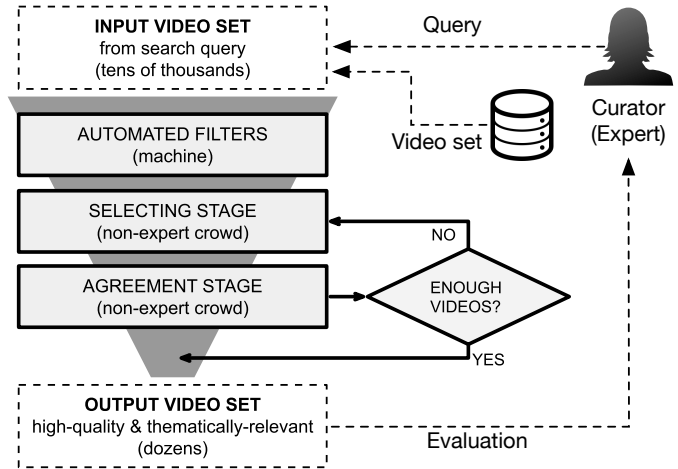 INPUT VIDEO SET
from search query
(tens of thousands)
Query
Curator
(Expert)
Video set
AUTOMATED FILTERS
(machine)
SELECTING STAGE
(non-expert crowd)
NO
AGREEMENT STAGE
(non-expert crowd)
ENOUGH
VIDEOS?
YES
OUTPUT VIDEO SET
high-quality & thematically-relevant
(dozens)
Evaluation